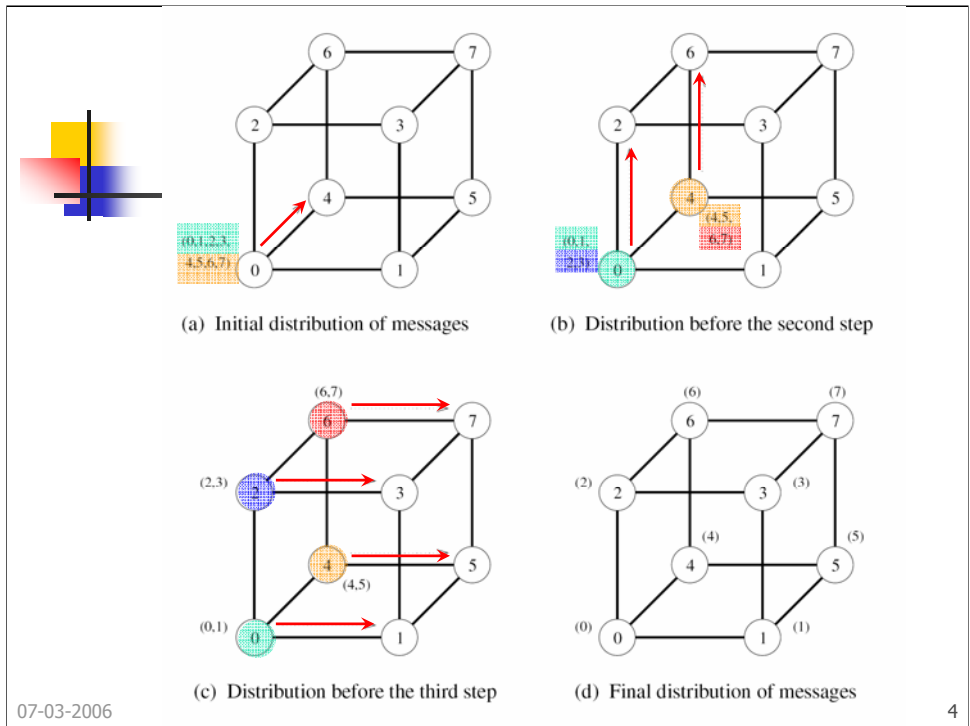 6 7
2 3
4 5
(0,1,2,3,
4,5,6,7)
0 1
(a) Initial distribution of messages
6 7
2 3
4 5
(4,5,
6,7)
(0,1,
2,3)
0 1
(b) Distribution before the second step
(6,7)
6 7
(2,3) 2 3
4 5
(4,5)
(0,1) 0 1
(c) Distribution before the third step
(6) (7)
6 7
(2) 2 3 (3)
(4) (5)
4 5
(0) 0 1 (1)
(d) Final distribution of messages
07-03-2006 4